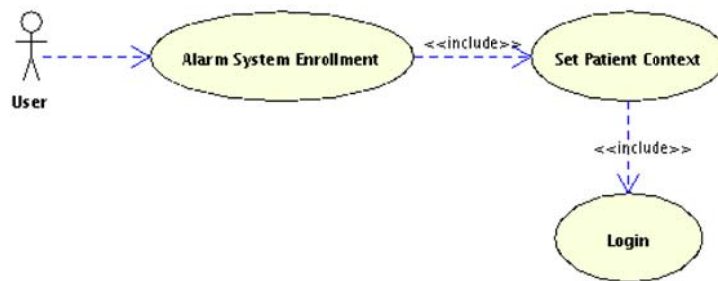 Alarm System Enrollment
<<include>>
Set Patient Context
User
<<include>>
Login